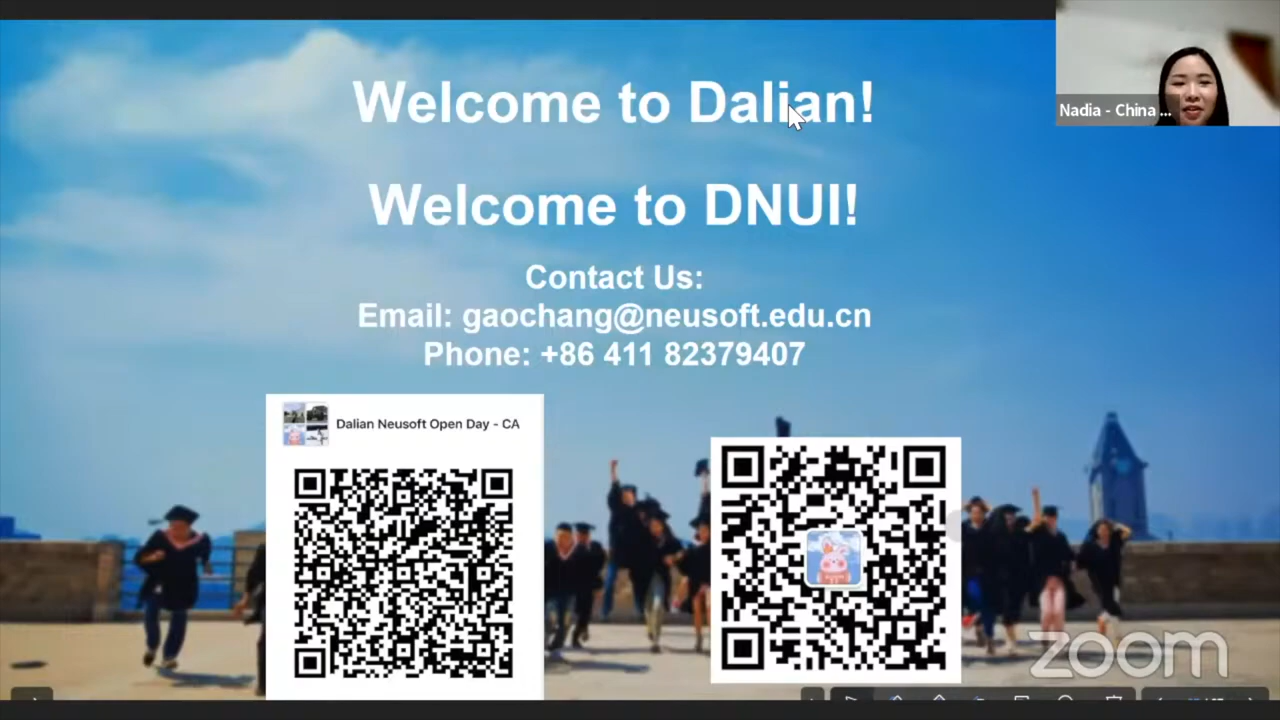 Welcome to Dalian!
Nadia - China ...
Welcome to DNUI!
Contact Us:
Email: gaochang@neusoft.edu.cn
Phone: +86 411 82379407
Dalian Neusoft Open Day - CA
zoom